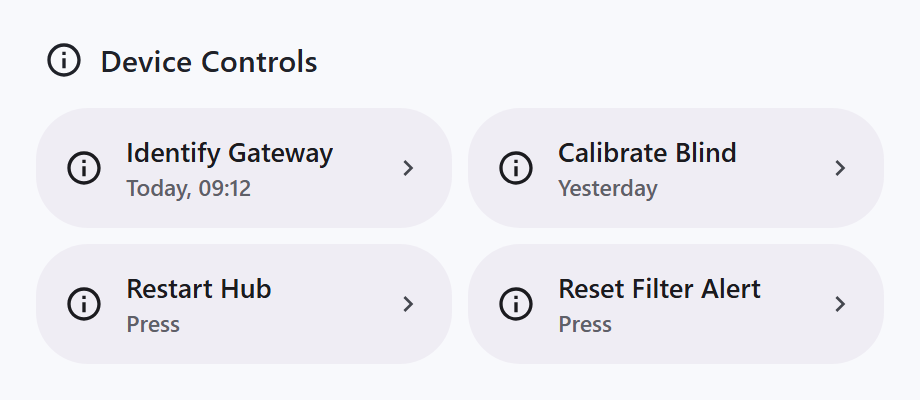 Device Controls
Identify Gateway
Today, 09:12
Calibrate Blind
Yesterday
Restart Hub
Press
Reset Filter Alert
Press